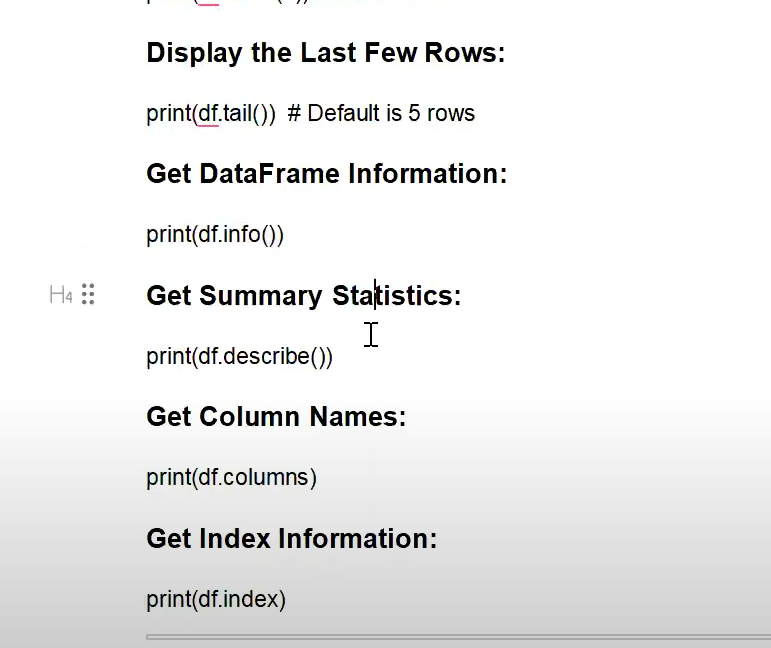 Display the Last Few Rows:
print(df.tail())  # Default is 5 rows
Get DataFrame Information:
print(df.info())
H4
Get Summary Statistics:
print(df.describe())
Get Column Names:
print(df.columns)
Get Index Information:
print(df.index)